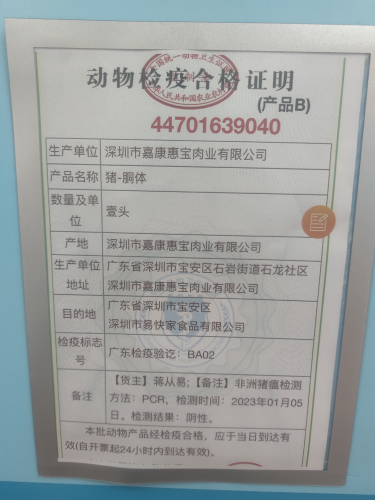 动物检疫合格证明
(产品B)
44701639040
生产单位 深圳市嘉康惠宝肉业有限公司
产品名称 猪-胴体
数量及单位 壹头
产地 深圳市嘉康惠宝肉业有限公司
生产单位地址 广东省深圳市宝安区石岩街道石龙社区
深圳市嘉康惠宝肉业有限公司
目的地 广东省深圳市宝安区
深圳市易快家食品有限公司
检疫标志号 广东检疫验讫：BA02
备注 【货主】蒋从易;【备注】非洲猪瘟检测
方法：PCR，检测时间：2023年01月05
日。检测结果：阴性。
本批动物产品经检疫合格，应于当日到达有
效(自开票起24小时内到达有效)。